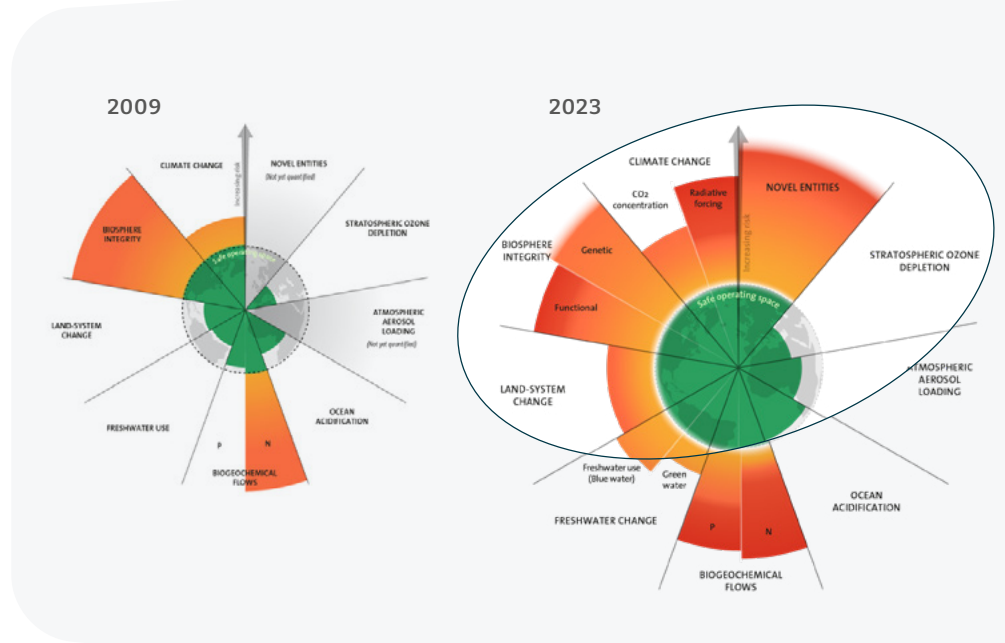 2009
CLIMATE CHANGE
NOVEL ENTITIES
(Not yet quantified)
Increasing risk
STRATOSPHERIC OZONE
DEPLETION
BIOSPHERE
INTEGRITY
Safe operating space
LAND-SYSTEM
CHANGE
ATMOSPHERIC
AEROSOL
LOADING
(Not yet quantified)
FRESHWATER USE
P
N
OCEAN
ACIDIFICATION
BIOGEOCHEMICAL
FLOWS
2023
CLIMATE CHANGE
CO2
concentration
Radiative
forcing
NOVEL ENTITIES
Increasing risk
BIOSPHERE
INTEGRITY
Genetic
Functional
STRATOSPHERIC OZONE
DEPLETION
Safe operating space
LAND-SYSTEM
CHANGE
ATMOSPHERIC
AEROSOL
LOADING
Freshwater use
(Blue water)
Green
water
FRESHWATER CHANGE
P
N
OCEAN
ACIDIFICATION
BIOGEOCHEMICAL
FLOWS